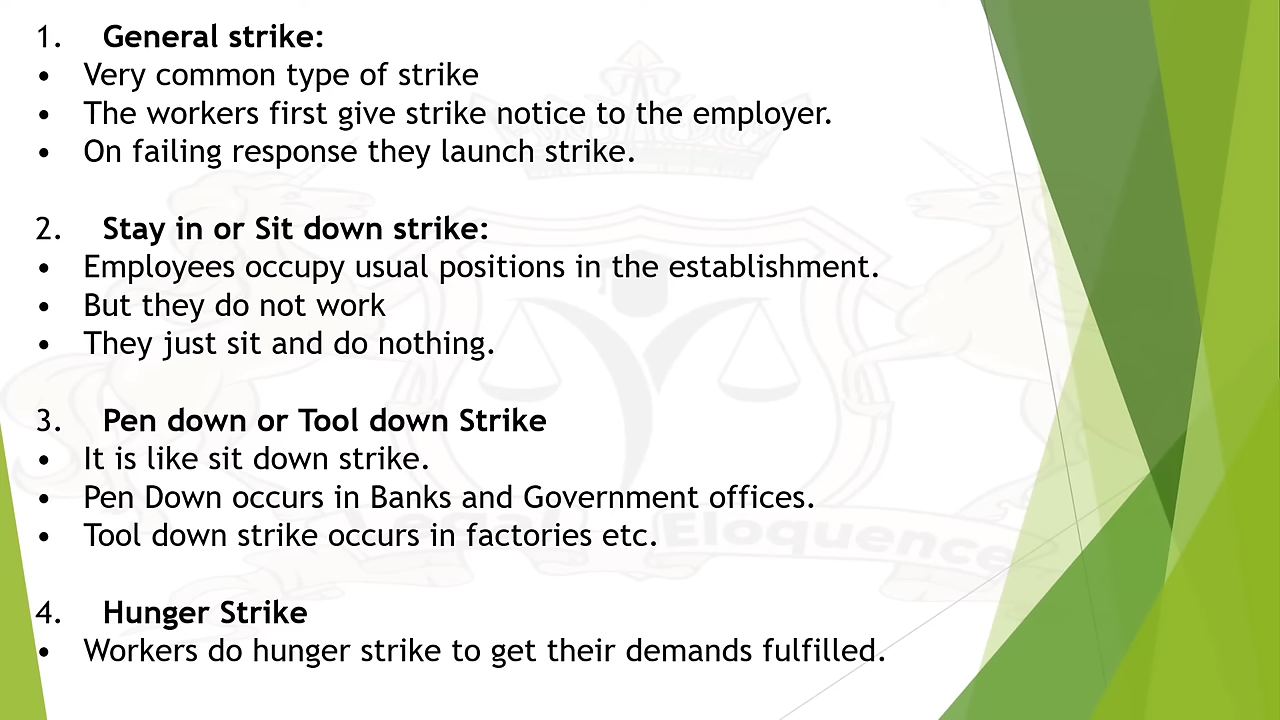 1. General strike:
• Very common type of strike
• The workers first give strike notice to the employer.
• On failing response they launch strike.
2. Stay in or Sit down strike:
• Employees occupy usual positions in the establishment.
• But they do not work
• They just sit and do nothing.
3. Pen down or Tool down Strike
• It is like sit down strike.
• Pen Down occurs in Banks and Government offices.
• Tool down strike occurs in factories etc.
Eloquence
4. Hunger Strike
• Workers do hunger strike to get their demands fulfilled.